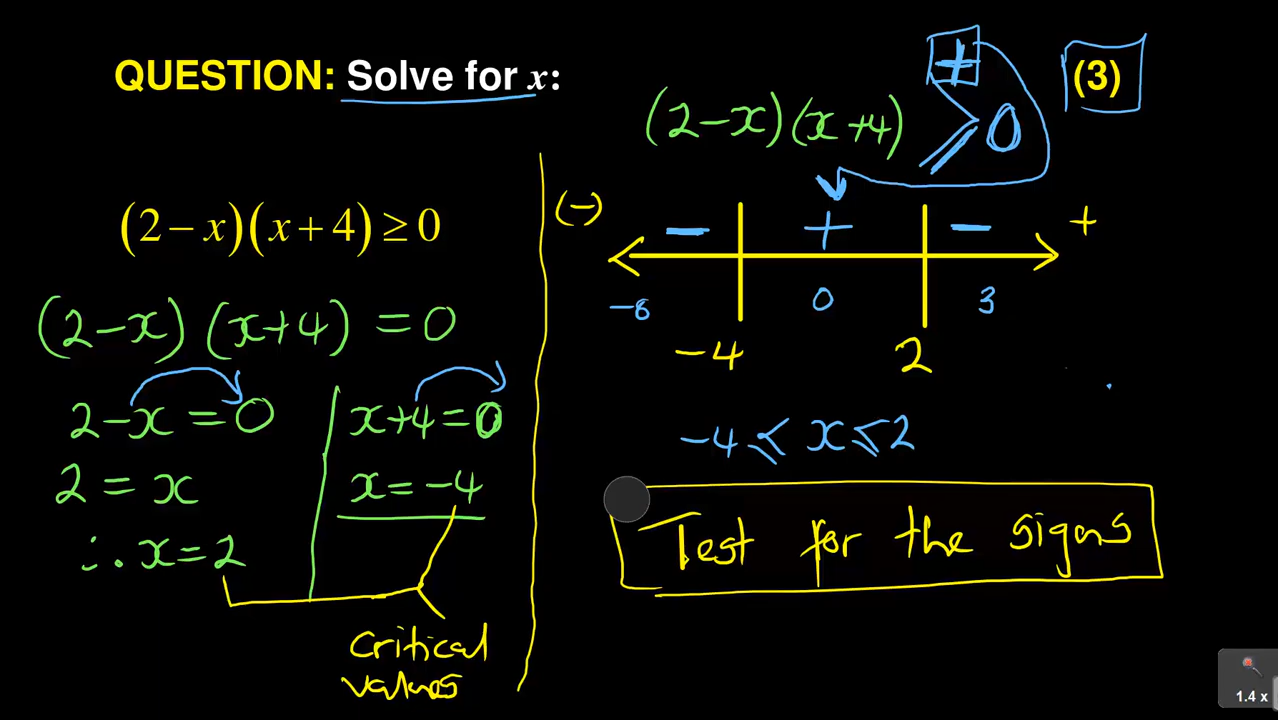 QUESTION: Solve for x:
(3)
(2−x)(x+4)≥0
(2−x)(x+4)=0
2−x=0
x+4=0
2=x
x=−4
∴x=2
Critical
values
+
(2−x)(x+4)⩾0
(−)
− + −
+
−6 0 3
−4 2
−4⩽x⩽2
Test for the signs
1.4 x